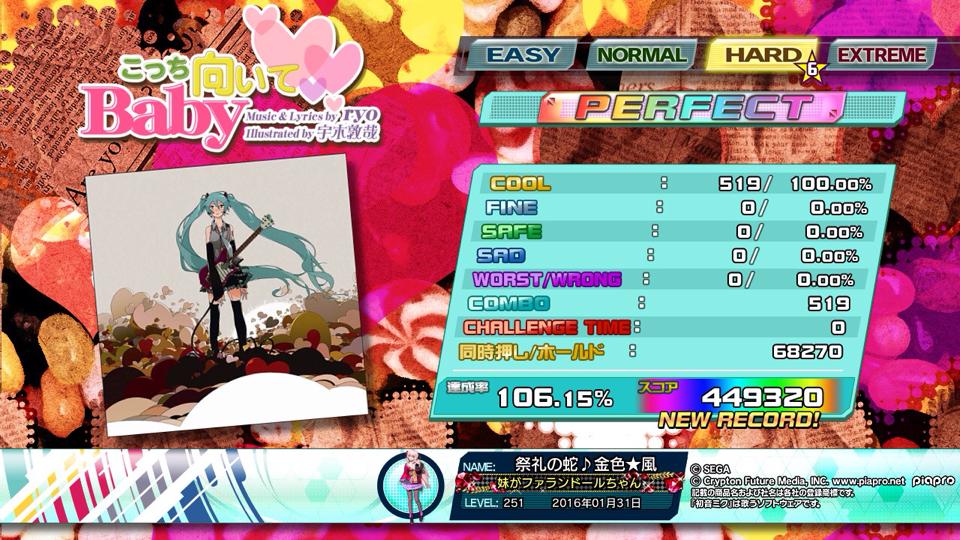 こっち向いて
Baby
Music & Lyrics by ryo
Illustrated by 宇木敦哉
EASY NORMAL HARD 6 EXTREME
PERFECT
COOL : 519/ 100.00%
FINE : 0/ 0.00%
SAFE : 0/ 0.00%
SAD : 0/ 0.00%
WORST/WRONG : 0/ 0.00%
COMBO : 519
CHALLENGE TIME : 0
同時押し/ホールド : 68270
達成率 106.15% スコア 449320
NEW RECORD!
NAME: 祭礼の蛇♪金色★風
妹がフランドールちゃん
LEVEL: 251 2016年01月31日
© SEGA
© Crypton Future Media, INC. www.piapro.net piapro
記載の商品名および社名は各社の登録商標です。
「初音ミク」は歌うソフトウェアです。